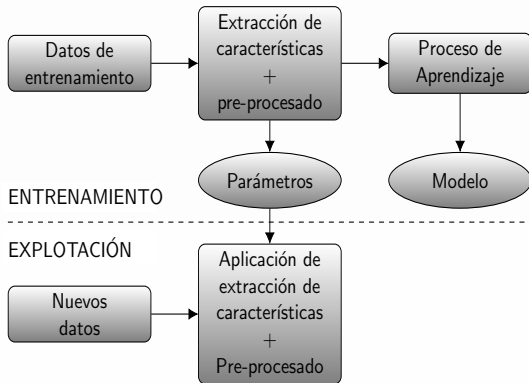 Datos de
entrenamiento
Extracción de
características
+
pre-procesado
Proceso de
Aprendizaje
Parámetros
Modelo
ENTRENAMIENTO
EXPLOTACIÓN
Nuevos
datos
Aplicación de
extracción de
características
+
Pre-procesado